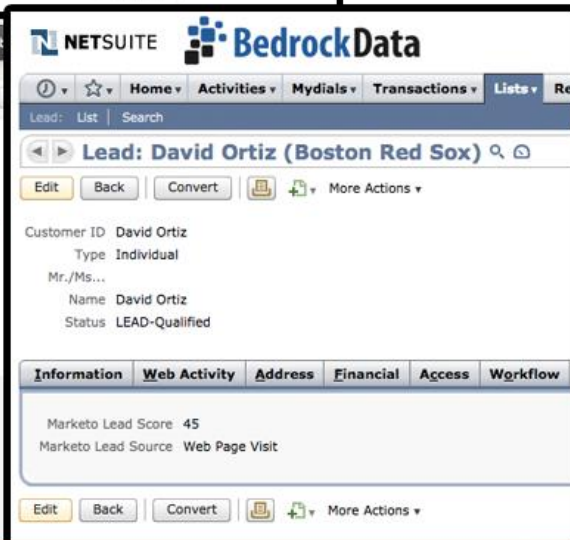 NETSUITE BedrockData
Home Activities Mydials Transactions Lists Re
Lead: List | Search
Lead: David Ortiz (Boston Red Sox)
Edit Back Convert More Actions
Customer ID David Ortiz
Type Individual
Mr./Ms...
Name David Ortiz
Status LEAD-Qualified
Information Web Activity Address Financial Access Workflow
Marketo Lead Score 45
Marketo Lead Source Web Page Visit
Edit Back Convert More Actions